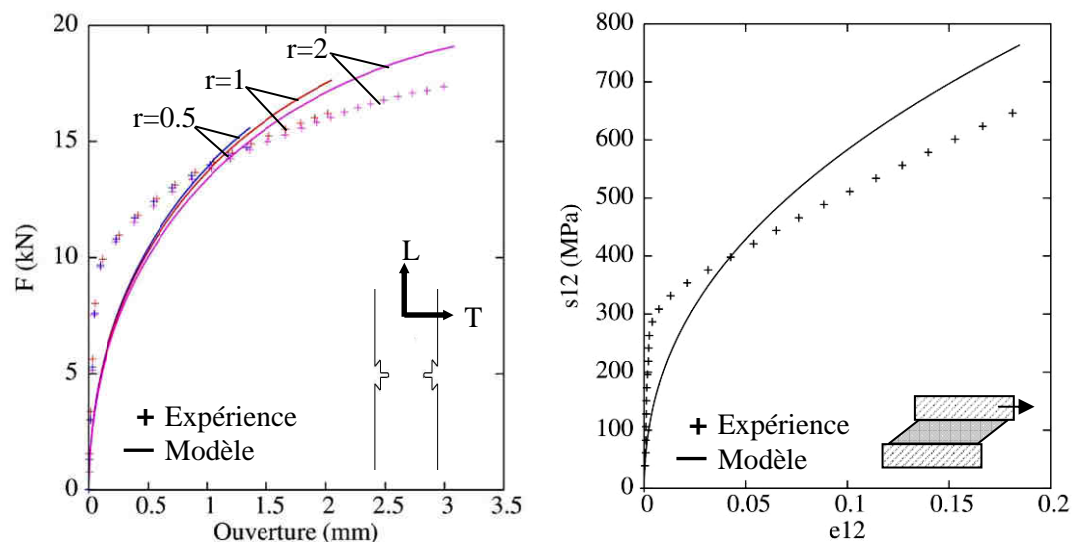 20
15
10
5
0
F (kN)
r=2
r=1
r=0.5
L
T
+ Expérience
— Modèle
0 0.5 1 1.5 2 2.5 3 3.5
Ouverture (mm)
800
700
600
500
400
300
200
100
0
s12 (MPa)
+ Expérience
— Modèle
0 0.05 0.1 0.15 0.2
e12